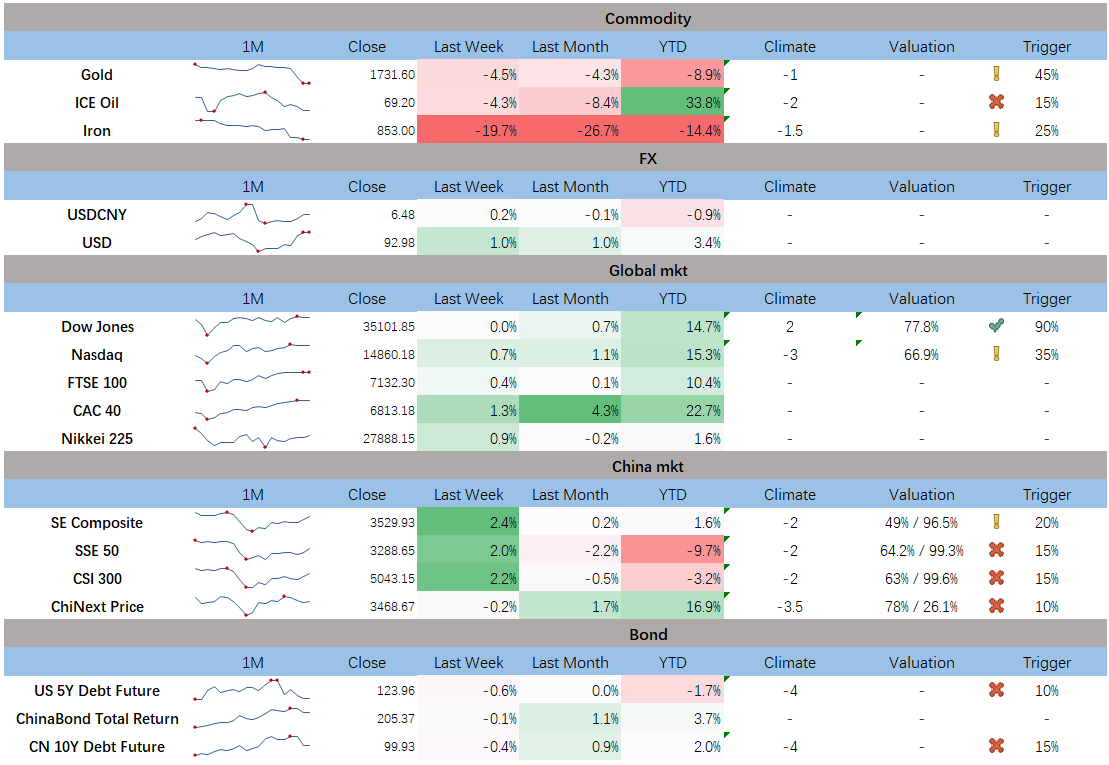 Commodity
1M Close Last Week Last Month YTD Climate Valuation Trigger
Gold 1731.60 -4.5% -4.3% -8.9% -1 - 45%
ICE Oil 69.20 -4.3% -8.4% 33.8% -2 - 15%
Iron 853.00 -19.7% -26.7% -14.4% -1.5 - 25%
FX
1M Close Last Week Last Month YTD Climate Valuation Trigger
USDCNY 6.48 0.2% -0.1% -0.9% - - -
USD 92.98 1.0% 1.0% 3.4% - - -
Global mkt
1M Close Last Week Last Month YTD Climate Valuation Trigger
Dow Jones 35101.85 0.0% 0.7% 14.7% 2 77.8% 90%
Nasdaq 14860.18 0.7% 1.1% 15.3% -3 66.9% 35%
FTSE 100 7132.30 0.4% 0.1% 10.4% - - -
CAC 40 6813.18 1.3% 4.3% 22.7% - - -
Nikkei 225 27888.15 0.9% -0.2% 1.6% - - -
China mkt
1M Close Last Week Last Month YTD Climate Valuation Trigger
SE Composite 3529.93 2.4% 0.2% 1.6% -2 49% / 96.5% 20%
SSE 50 3288.65 2.0% -2.2% -9.7% -2 64.2% / 99.3% 15%
CSI 300 5043.15 2.2% -0.5% -3.2% -2 63% / 99.6% 15%
ChiNext Price 3468.67 -0.2% 1.7% 16.9% -3.5 78% / 26.1% 10%
Bond
1M Close Last Week Last Month YTD Climate Valuation Trigger
US 5Y Debt Future 123.96 -0.6% 0.0% -1.7% -4 - 10%
ChinaBond Total Return 205.37 -0.1% 1.1% 3.7% - - -
CN 10Y Debt Future 99.93 -0.4% 0.9% 2.0% -4 - 15%